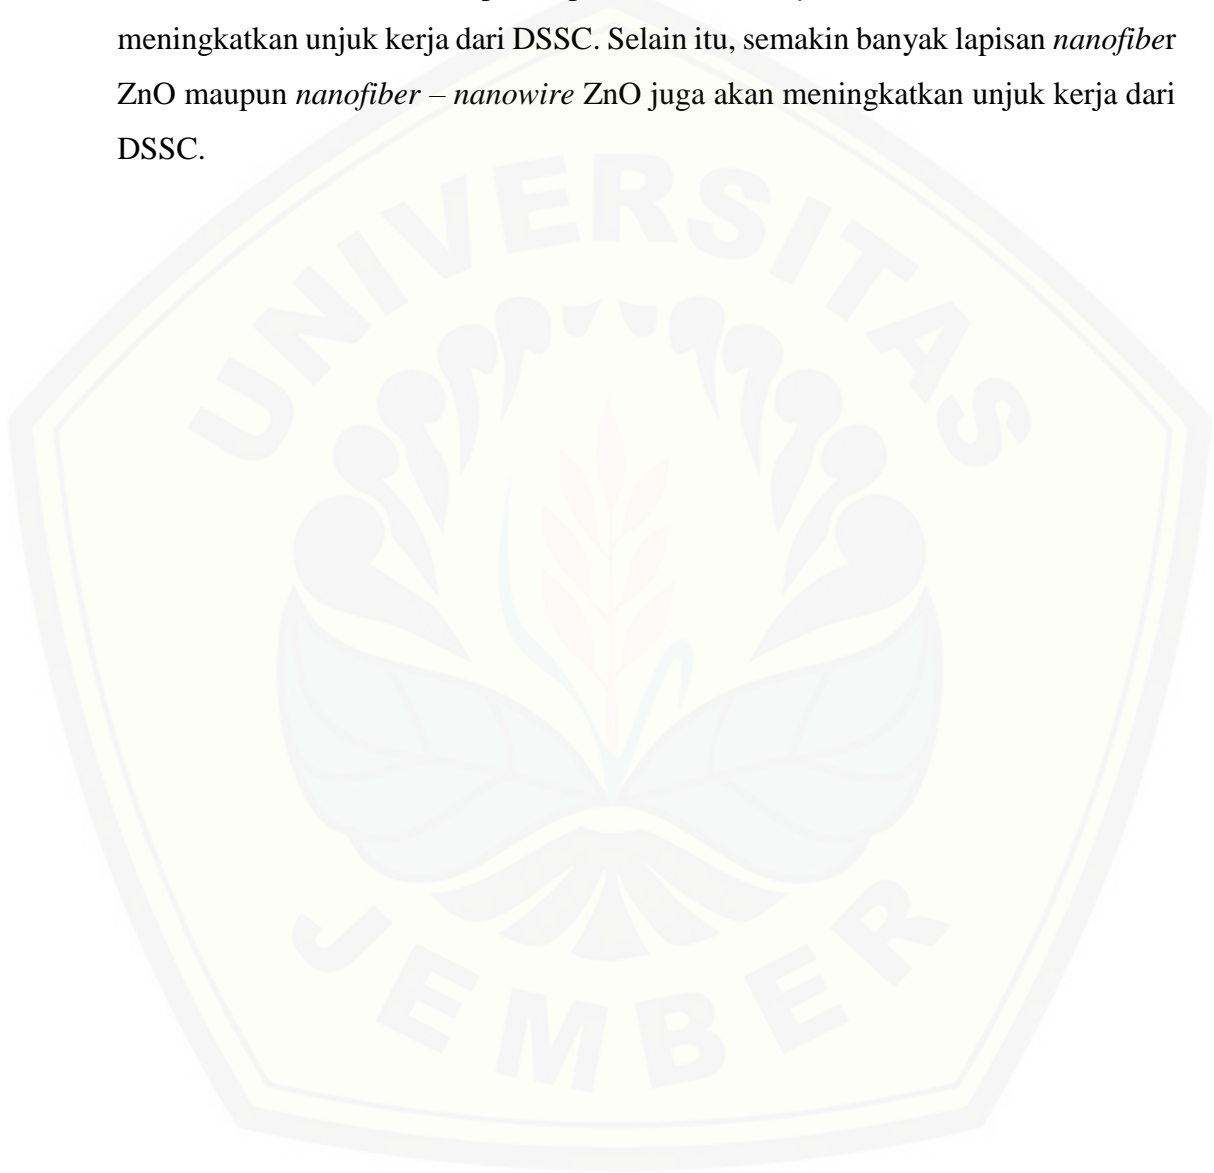 meningkatkan unjuk kerja dari DSSC. Selain itu, semakin banyak lapisan nanofiber
ZnO maupun nanofiber – nanowire ZnO juga akan meningkatkan unjuk kerja dari
DSSC.
UNIVERSITAS
JEMBER